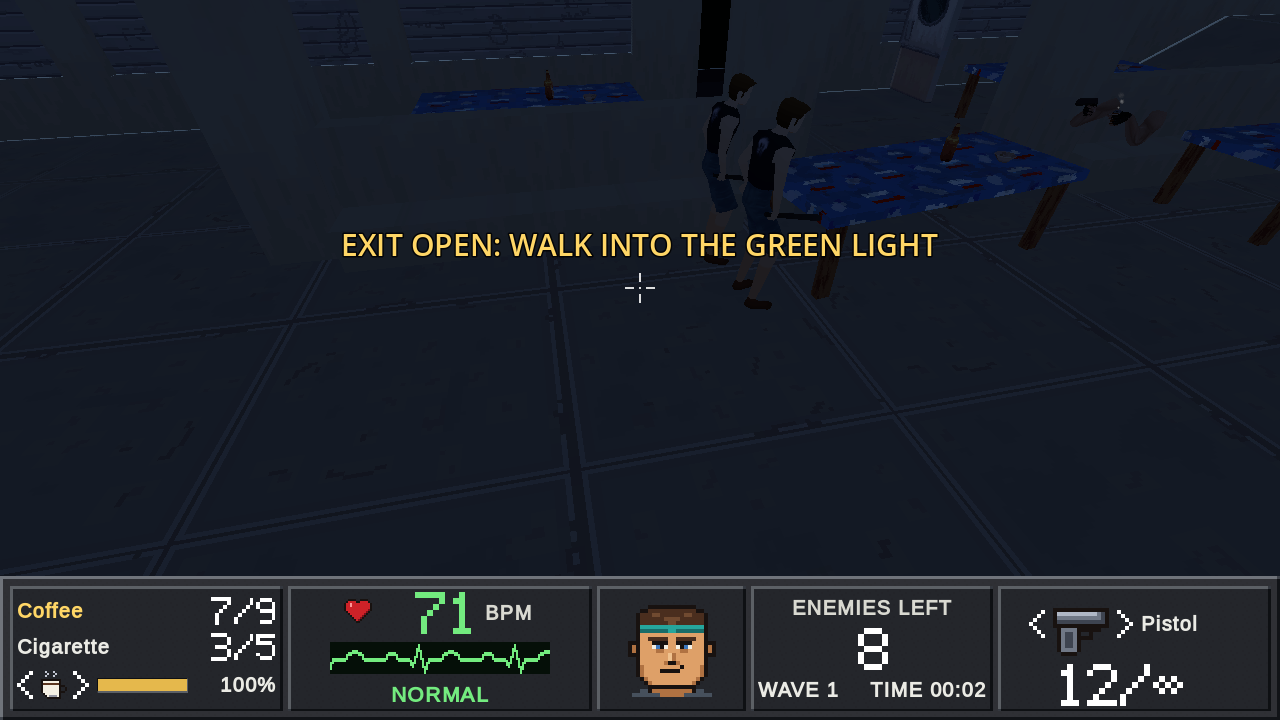 EXIT OPEN: WALK INTO THE GREEN LIGHT
Coffee 7/9
Cigarette 3/5
100%
71 BPM
NORMAL
ENEMIES LEFT
8
WAVE 1 TIME 00:02
Pistol
12/∞